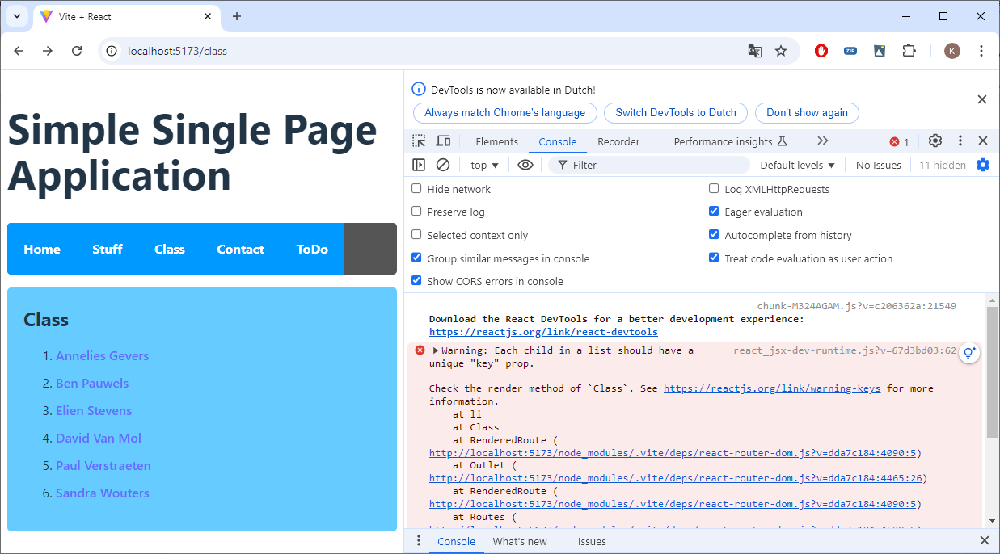 Vite + React
localhost:5173/class
ZIP
K
Simple Single Page
Application
Home Stuff Class Contact ToDo
Class
1. Annelies Gevers
2. Ben Pauwels
3. Elien Stevens
4. David Van Mol
5. Paul Verstraeten
6. Sandra Wouters
DevTools is now available in Dutch!
Always match Chrome's language Switch DevTools to Dutch Don't show again
Elements Console Recorder Performance insights 1
top Filter Default levels No Issues 11 hidden
Hide network Log XMLHttpRequests
Preserve log Eager evaluation
Selected context only Autocomplete from history
Group similar messages in console Treat code evaluation as user action
Show CORS errors in console
chunk-M324AGAM.js?v=c206362a:21549
Download the React DevTools for a better development experience:
https://reactjs.org/link/react-devtools
Warning: Each child in a list should have a react_jsx-dev-runtime.js?v=67d3bd03:62
unique "key" prop.
Check the render method of `Class`. See https://reactjs.org/link/warning-keys for more
information.
at li
at Class
at RenderedRoute (
http://localhost:5173/node_modules/.vite/deps/react-router-dom.js?v=dda7c184:4090:5)
at Outlet (
http://localhost:5173/node_modules/.vite/deps/react-router-dom.js?v=dda7c184:4465:26)
at RenderedRoute (
http://localhost:5173/node_modules/.vite/deps/react-router-dom.js?v=dda7c184:4090:5)
at Routes (
Console What's new Issues